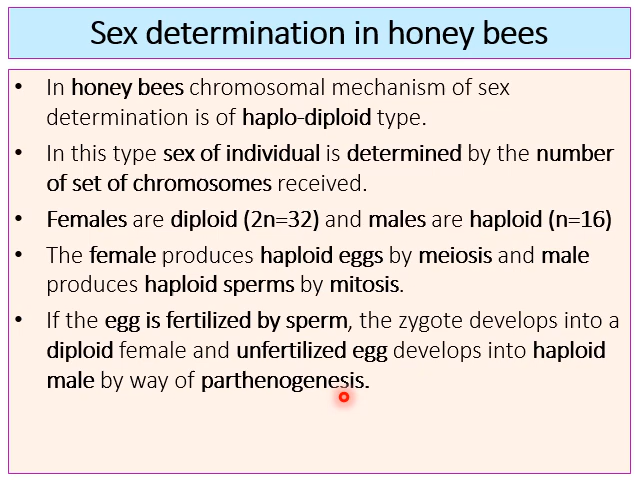 Sex determination in honey bees
• In honey bees chromosomal mechanism of sex
determination is of haplo-diploid type.
• In this type sex of individual is determined by the number
of set of chromosomes received.
• Females are diploid (2n=32) and males are haploid (n=16)
• The female produces haploid eggs by meiosis and male
produces haploid sperms by mitosis.
• If the egg is fertilized by sperm, the zygote develops into a
diploid female and unfertilized egg develops into haploid
male by way of parthenogenesis.